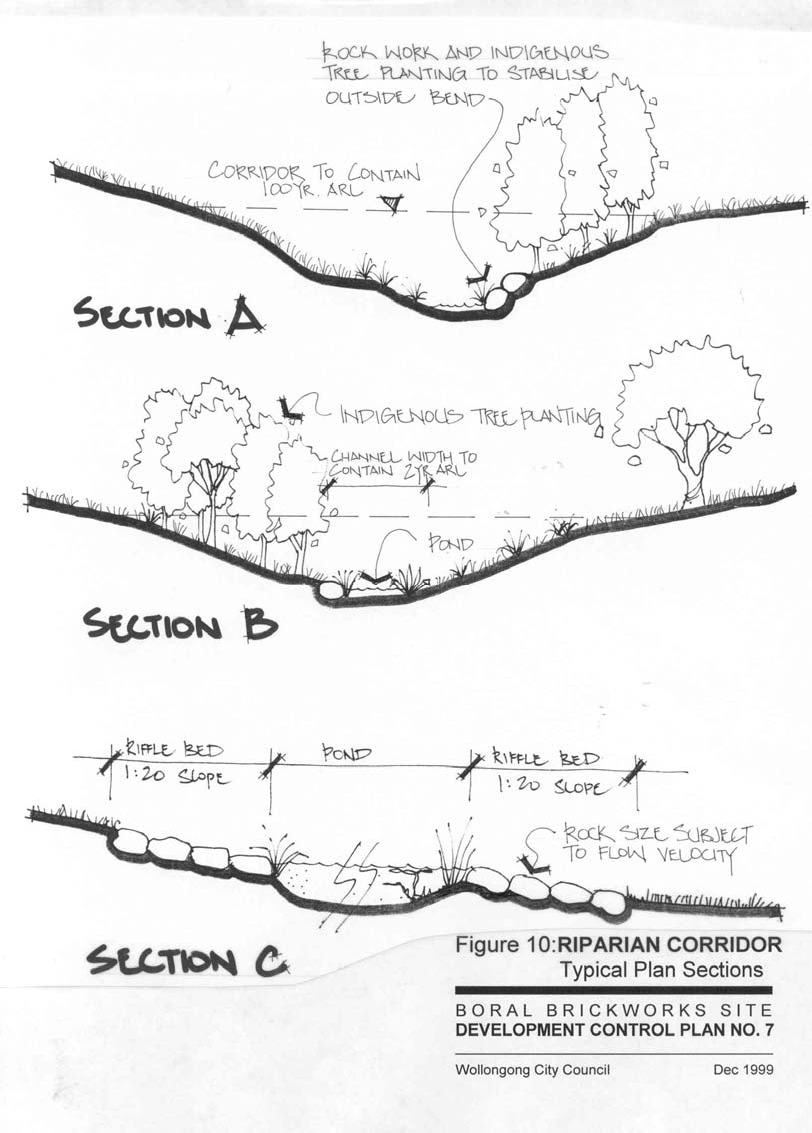 ROCK WORK AND INDIGENOUS
TREE PLANTING TO STABILISE
OUTSIDE BEND
CORRIDOR TO CONTAIN
100YR. ARL
SECTION A
INDIGENOUS TREE PLANTING
CHANNEL WIDTH TO
CONTAIN 2YR ARL
POND
SECTION B
RIFFLE BED
1:20 SLOPE
POND
RIFFLE BED
1:20 SLOPE
ROCK SIZE SUBJECT
TO FLOW VELOCITY
SECTION C
Figure 10:RIPARIAN CORRIDOR
Typical Plan Sections
BORAL BRICKWORKS SITE
DEVELOPMENT CONTROL PLAN NO. 7
Wollongong City Council Dec 1999